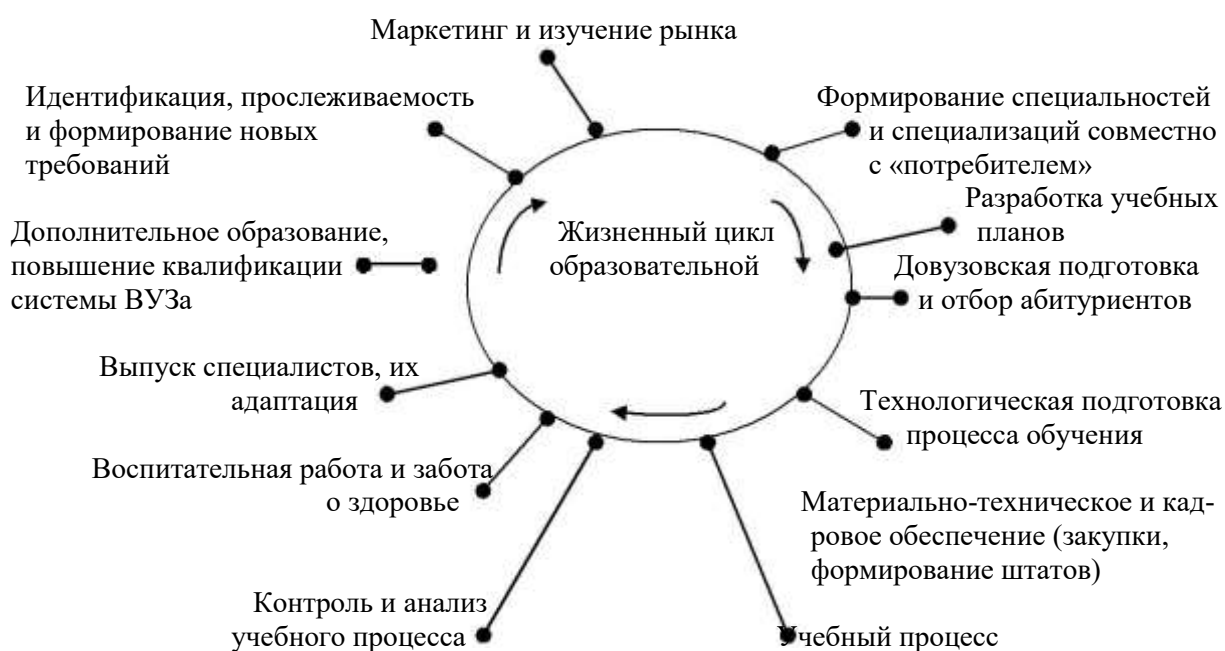 Маркетинг и изучение рынка
Идентификация, прослеживаемость
и формирование новых
требований
Формирование специальностей
и специализаций совместно
с «потребителем»
Разработка учебных
планов
Жизненный цикл
образовательной
Дополнительное образование,
повышение квалификации
системы ВУЗа
Довузовская подготовка
и отбор абитуриентов
Выпуск специалистов, их
адаптация
Технологическая подготовка
процесса обучения
Воспитательная работа и забота
о здоровье
Материально-техническое и кад-
ровое обеспечение (закупки,
формирование штатов)
Контроль и анализ
учебного процесса
Учебный процесс